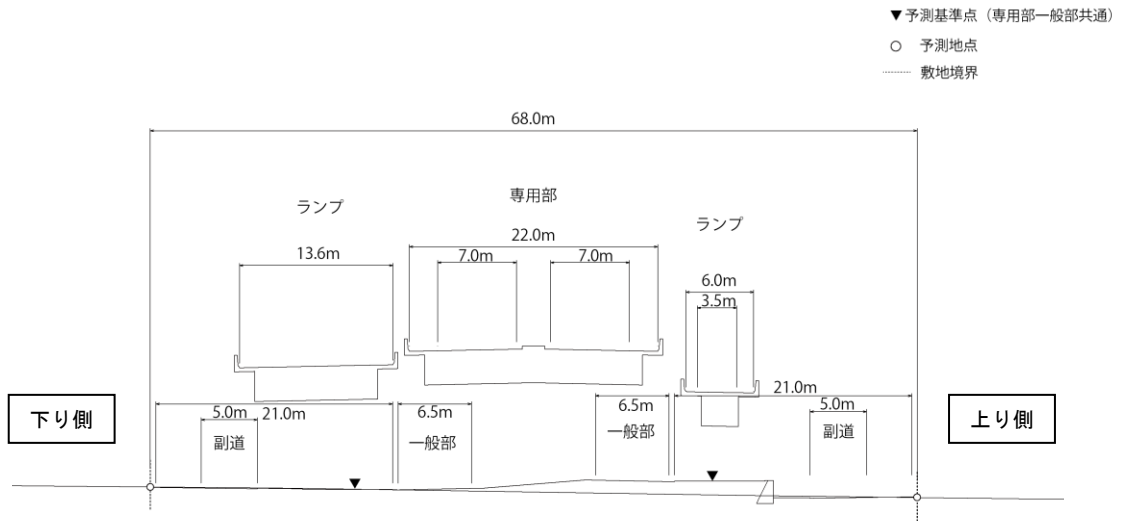 ▼予測基準点（専用部一般部共通）
○ 予測地点
敷地境界
68.0m
専用部
ランプ
ランプ
22.0m
13.6m
7.0m
7.0m
6.0m
3.5m
21.0m
5.0m
21.0m
6.5m
6.5m
5.0m
下り側
上り側
副道
一般部
一般部
副道